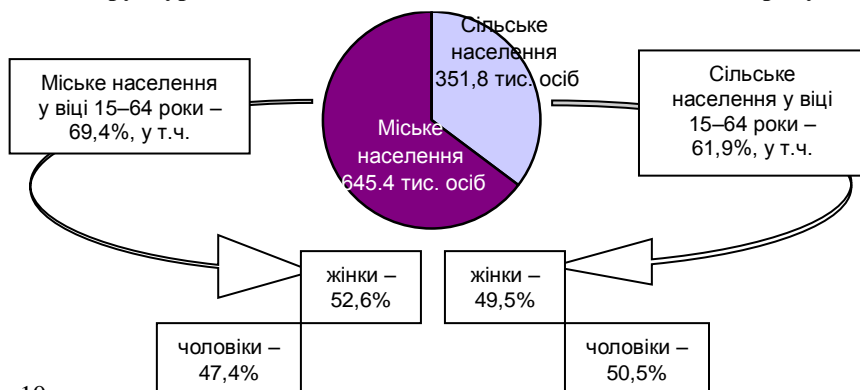 Сільське
населення
351,8 тис. осіб
Міське населення
у віці 15–64 роки –
69,4%, у т.ч.
Сільське
населення у віці
15–64 роки –
61,9%, у т.ч.
Міське
населення
645.4 тис. осіб
жінки –
52,6%
жінки –
49,5%
чоловіки –
47,4%
чоловіки –
50,5%